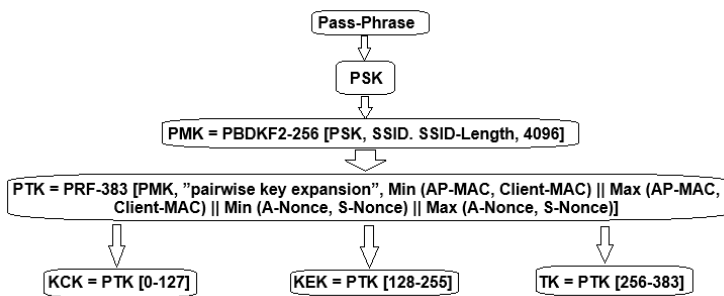 Pass-Phrase
PSK
PMK = PBDKF2-256 [PSK, SSID. SSID-Length, 4096]
PTK = PRF-383 [PMK, ”pairwise key expansion”, Min (AP-MAC, Client-MAC) || Max (AP-MAC,
Client-MAC) || Min (A-Nonce, S-Nonce) || Max (A-Nonce, S-Nonce)]
KCK = PTK [0-127]
KEK = PTK [128-255]
TK = PTK [256-383]